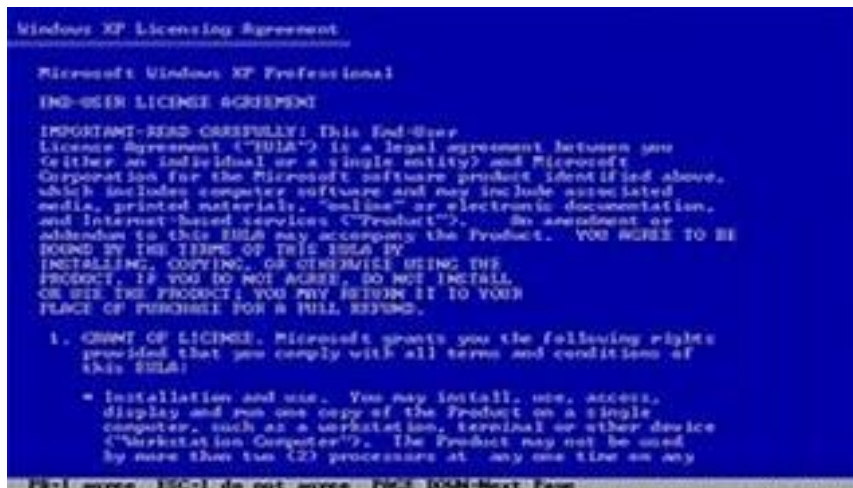 Windows XP Licensing Agreement
Microsoft Windows XP Professional
END-USER LICENSE AGREEMENT
IMPORTANT-READ CAREFULLY: This End-User
License Agreement ("EULA") is a legal agreement between you
(either an individual or a single entity) and Microsoft
Corporation for the Microsoft software product identified above,
which includes computer software and may include associated
media, printed materials, "online" or electronic documentation,
and Internet-based services ("Product"). An amendment or
addendum to this EULA may accompany the Product. YOU AGREE TO BE
BOUND BY THE TERMS OF THIS EULA BY
INSTALLING, COPYING, OR OTHERWISE USING THE
PRODUCT. IF YOU DO NOT AGREE, DO NOT INSTALL
OR USE THE PRODUCT; YOU MAY RETURN IT TO YOUR
PLACE OF PURCHASE FOR A FULL REFUND.
1. GRANT OF LICENSE. Microsoft grants you the following rights
provided that you comply with all terms and conditions of
this EULA:
* Installation and use. You may install, use, access,
display and run one copy of the Product on a single
computer, such as a workstation, terminal or other device
("Workstation Computer"). The Product may not be used
by more than two (2) processors at any one time on any
F8=I agree ESC=I do not agree PAGE DOWN=Next Page